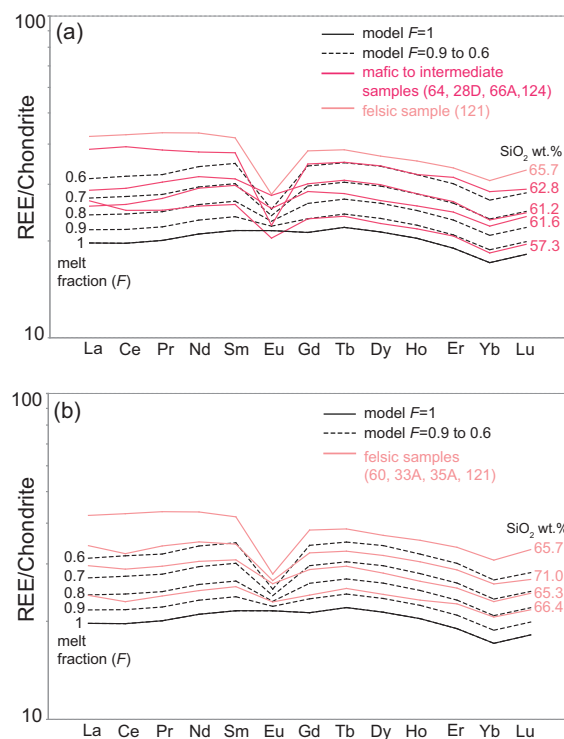 100
(a)
model F=1
model F=0.9 to 0.6
mafic to intermediate
samples (64, 28D, 66A,124)
felsic sample (121)
REE/Chondrite
SiO2 wt.%
65.7
62.8
61.2
61.6
57.3
0.6
0.7
0.8
0.9
1
melt
fraction (F)
10
La Ce Pr Nd Sm Eu Gd Tb Dy Ho Er Yb Lu
100
(b)
model F=1
model F=0.9 to 0.6
felsic samples
(60, 33A, 35A, 121)
REE/Chondrite
SiO2 wt.%
65.7
71.0
65.3
66.4
0.6
0.7
0.8
0.9
1
melt
fraction (F)
10
La Ce Pr Nd Sm Eu Gd Tb Dy Ho Er Yb Lu